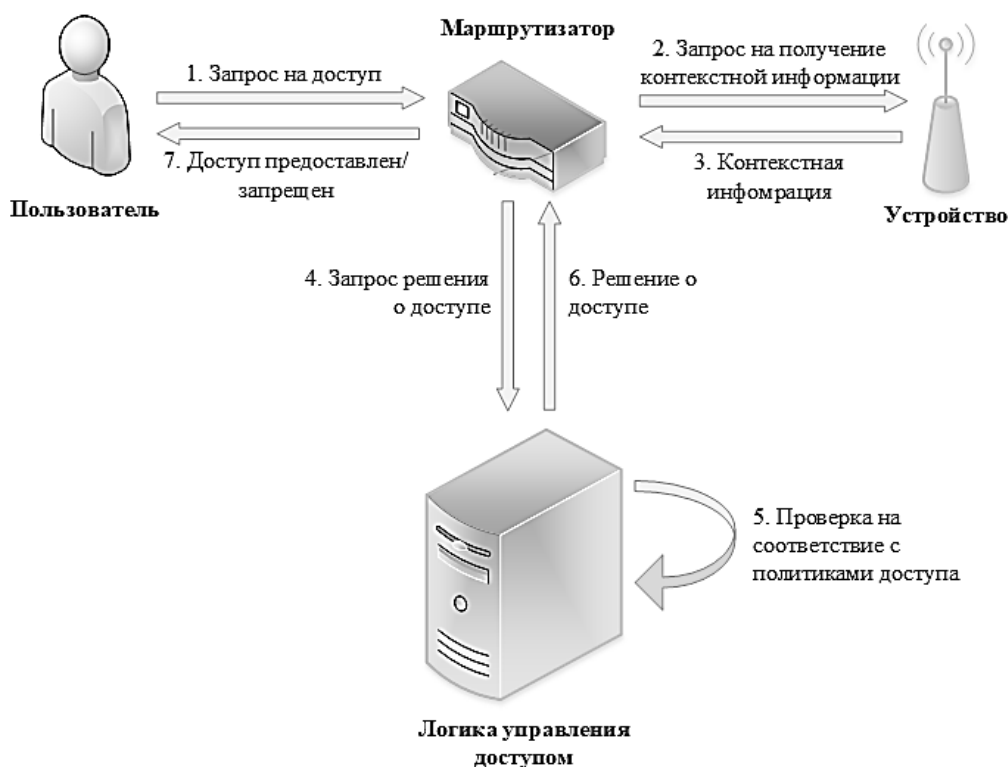 Маршрутизатор
1. Запрос на доступ
2. Запрос на получение
контекстной информации
7. Доступ предоставлен/
запрещен
3. Контекстная
инфомрация
Пользователь
Устройство
4. Запрос решения
о доступе
6. Решение о
доступе
5. Проверка на
соответствие с
политиками доступа
Логика управления
доступом